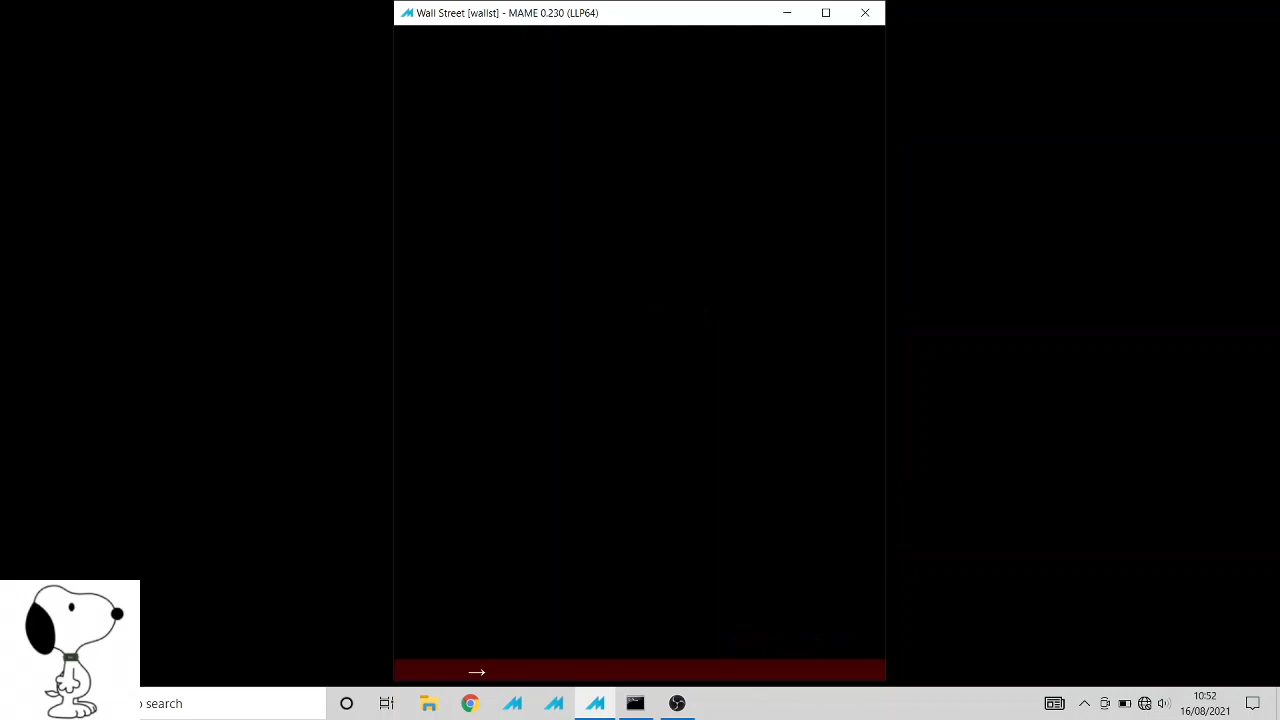 Wall Street [wallst] - MAME 0.230 (LLP64)
→
search
10:52
16/08/2021